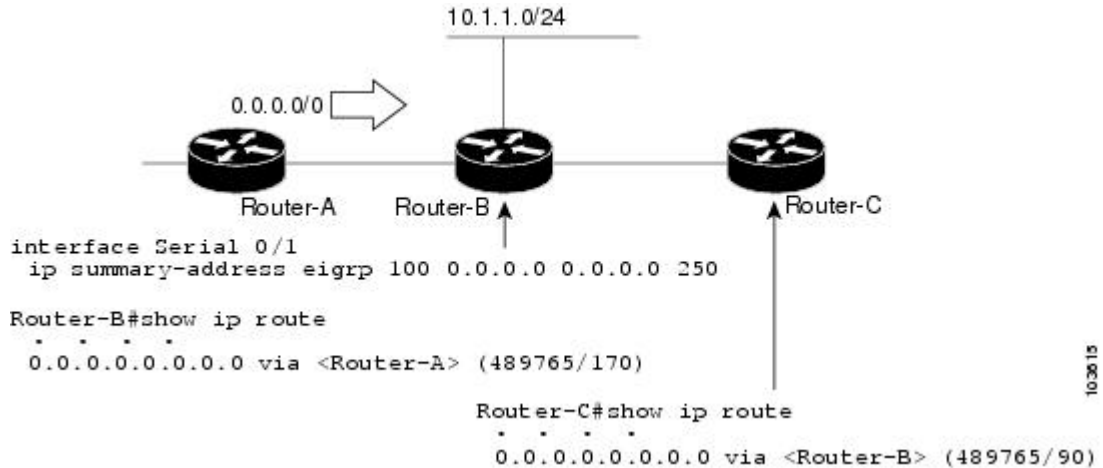 10.1.1.0/24
0.0.0.0/0
Router-A
Router-B
Router-C
interface Serial 0/1
ip summary-address eigrp 100 0.0.0.0 0.0.0.0 250
Router-B#show ip route
. . . .
0.0.0.0.0.0.0.0 via <Router-A> (489765/170)
Router-C#show ip route
. . . .
0.0.0.0.0.0.0.0 via <Router-B> (489765/90)
103615